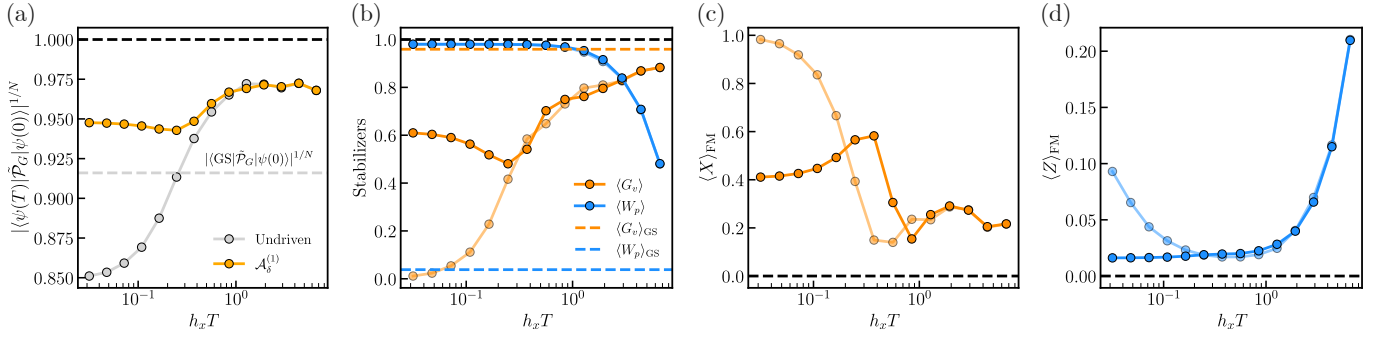 (a)
|⟨ψ(T)|P̃_G|ψ(0)⟩|^{1/N}
1.000
0.975
0.950
0.925
0.900
0.875
0.850
|⟨GS|P̃_G|ψ(0)⟩|^{1/N}
Undriven
𝒜_δ^{(1)}
10^{-1}
10^{0}
h_x T
(b)
Stabilizers
1.0
0.8
0.6
0.4
0.2
0.0
⟨G_v⟩
⟨W_p⟩
⟨G_v⟩_GS
⟨W_p⟩_GS
10^{-1}
10^{0}
h_x T
(c)
⟨X⟩_FM
1.0
0.8
0.6
0.4
0.2
0.0
10^{-1}
10^{0}
h_x T
(d)
⟨Z⟩_FM
0.20
0.15
0.10
0.05
0.00
10^{-1}
10^{0}
h_x T